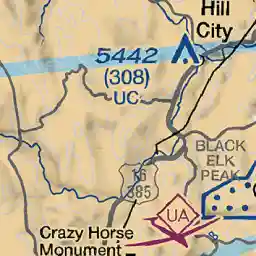 Hill
City
5442
(308)
UC
BLACK
ELK
PEAK
16
385
UA
Crazy Horse
Monument